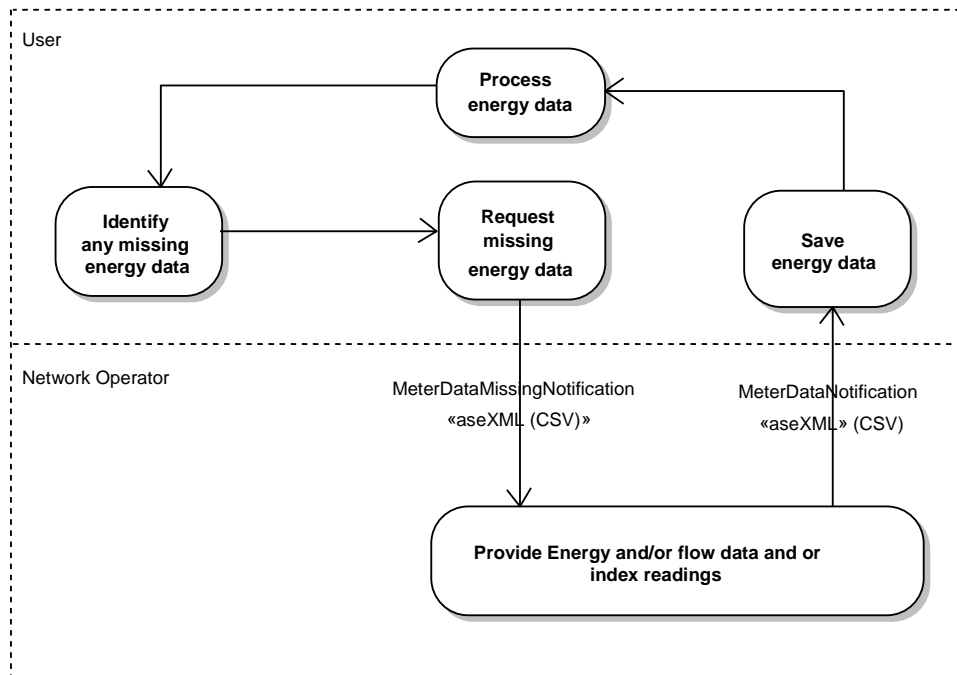 User
Process
energy data
Identify
any missing
energy data
Request
missing
energy data
Save
energy data
Network Operator
MeterDataMissingNotification
«aseXML (CSV)»
MeterDataNotification
«aseXML» (CSV)
Provide Energy and/or flow data and or
index readings